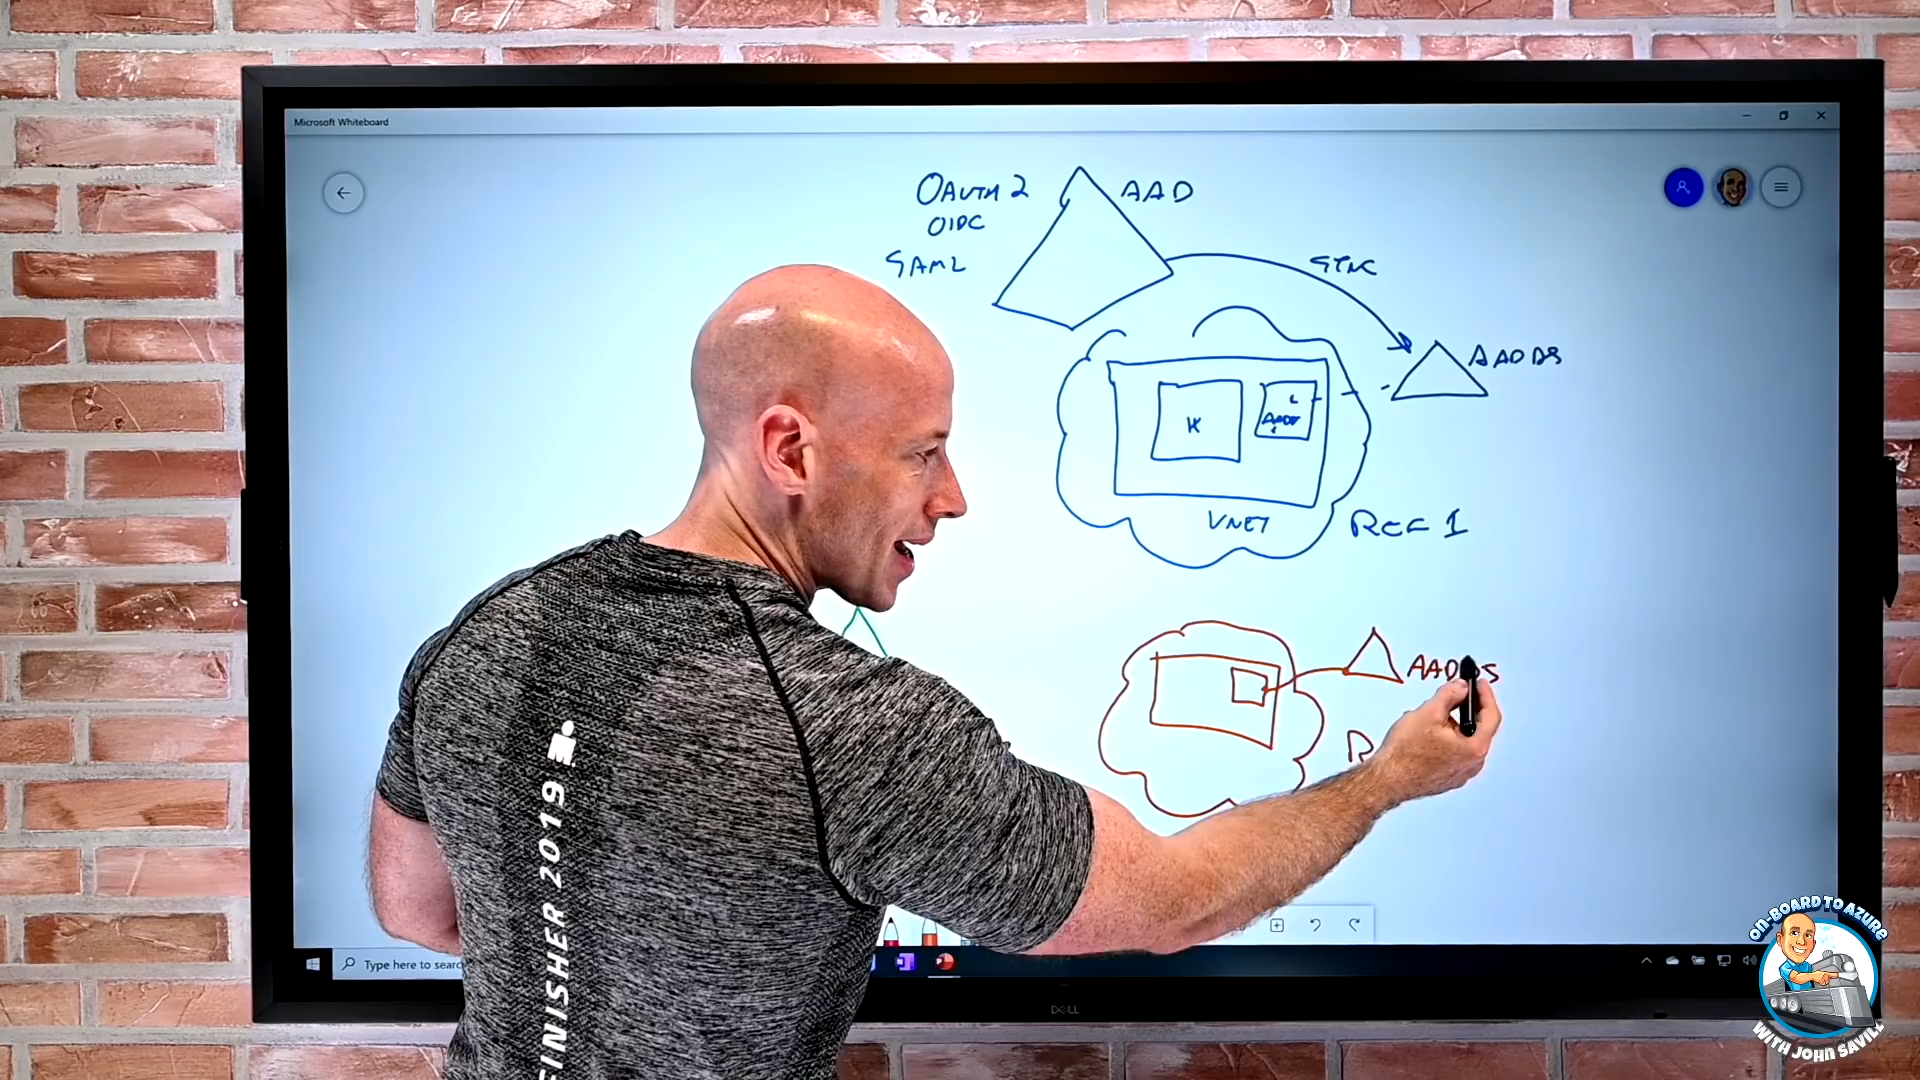 Microsoft Whiteboard
OAUTH 2
AAD
OIDC
SAML
SYNC
AADDS
K
VNET
REG 1
AADDS
R
Type here to searc
DELL
FINISHER 2019
ON-BOARD TO AZURE
WITH JOHN SAVILL